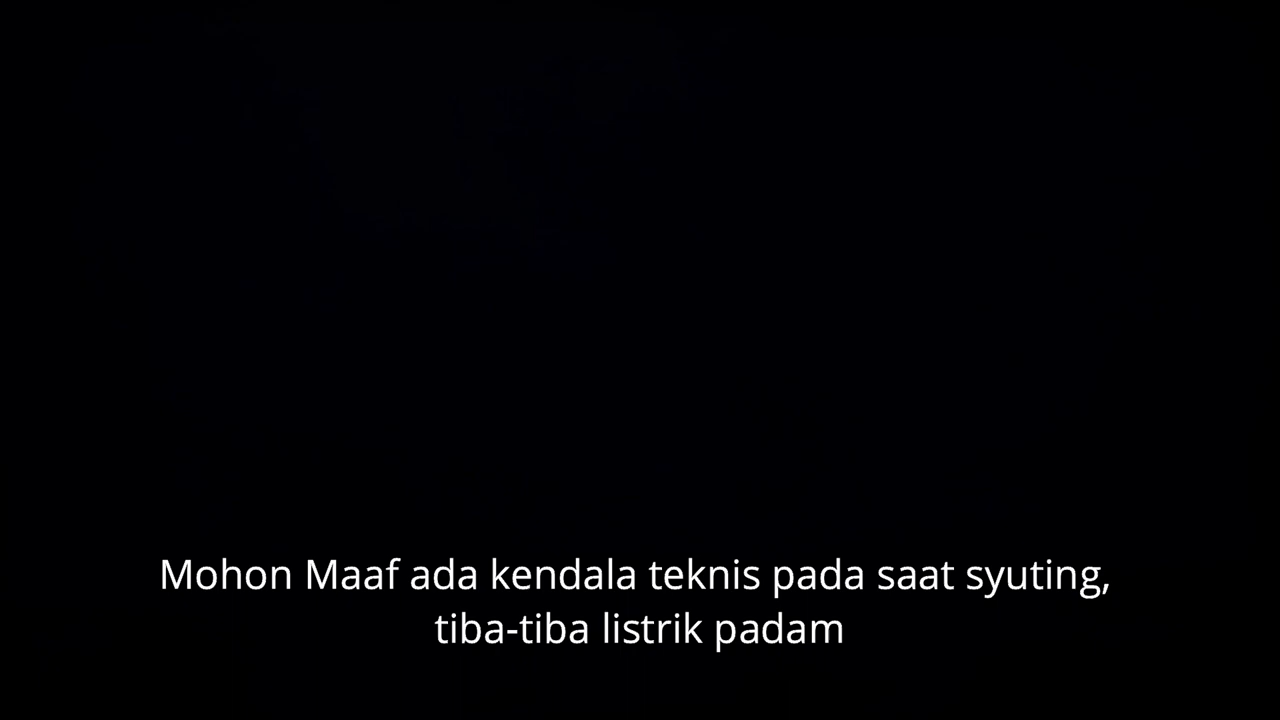 Mohon Maaf ada kendala teknis pada saat syuting,
tiba-tiba listrik padam